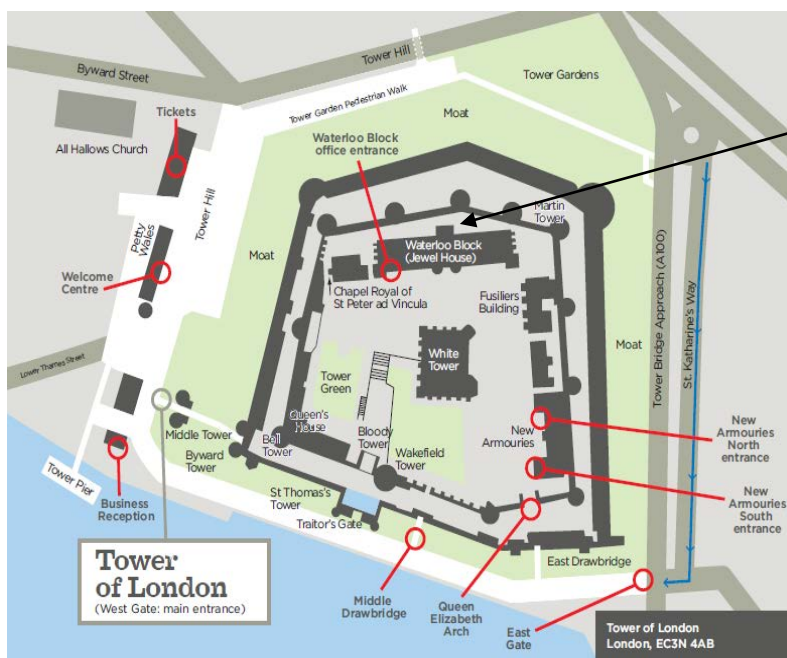 Tower Hill
Byward Street
Tower Gardens
Tower Garden Pedestrian Walk
Tickets
Moat
Waterloo Block
office entrance
All Hallows Church
Martin
Tower
Tower Hill
Petty
Wales
Waterloo Block
(Jewel House)
Moat
Welcome
Centre
Chapel Royal of
St Peter ad Vincula
Fusiliers
Building
Tower Bridge Approach (A100)
St. Katharine's Way
Moat
White
Tower
Lower Thames Street
Tower
Green
Queen's
House
Bloody
Tower
New
Armouries
New
Armouries
North
entrance
Middle Tower
Bell
Tower
Byward
Tower
Wakefield
Tower
Tower Pier
Business
Reception
St Thomas's
Tower
Traitor's Gate
New
Armouries
South
entrance
Tower
of London
(West Gate: main entrance)
East Drawbridge
Middle
Drawbridge
Queen
Elizabeth
Arch
East
Gate
Tower of London
London, EC3N 4AB